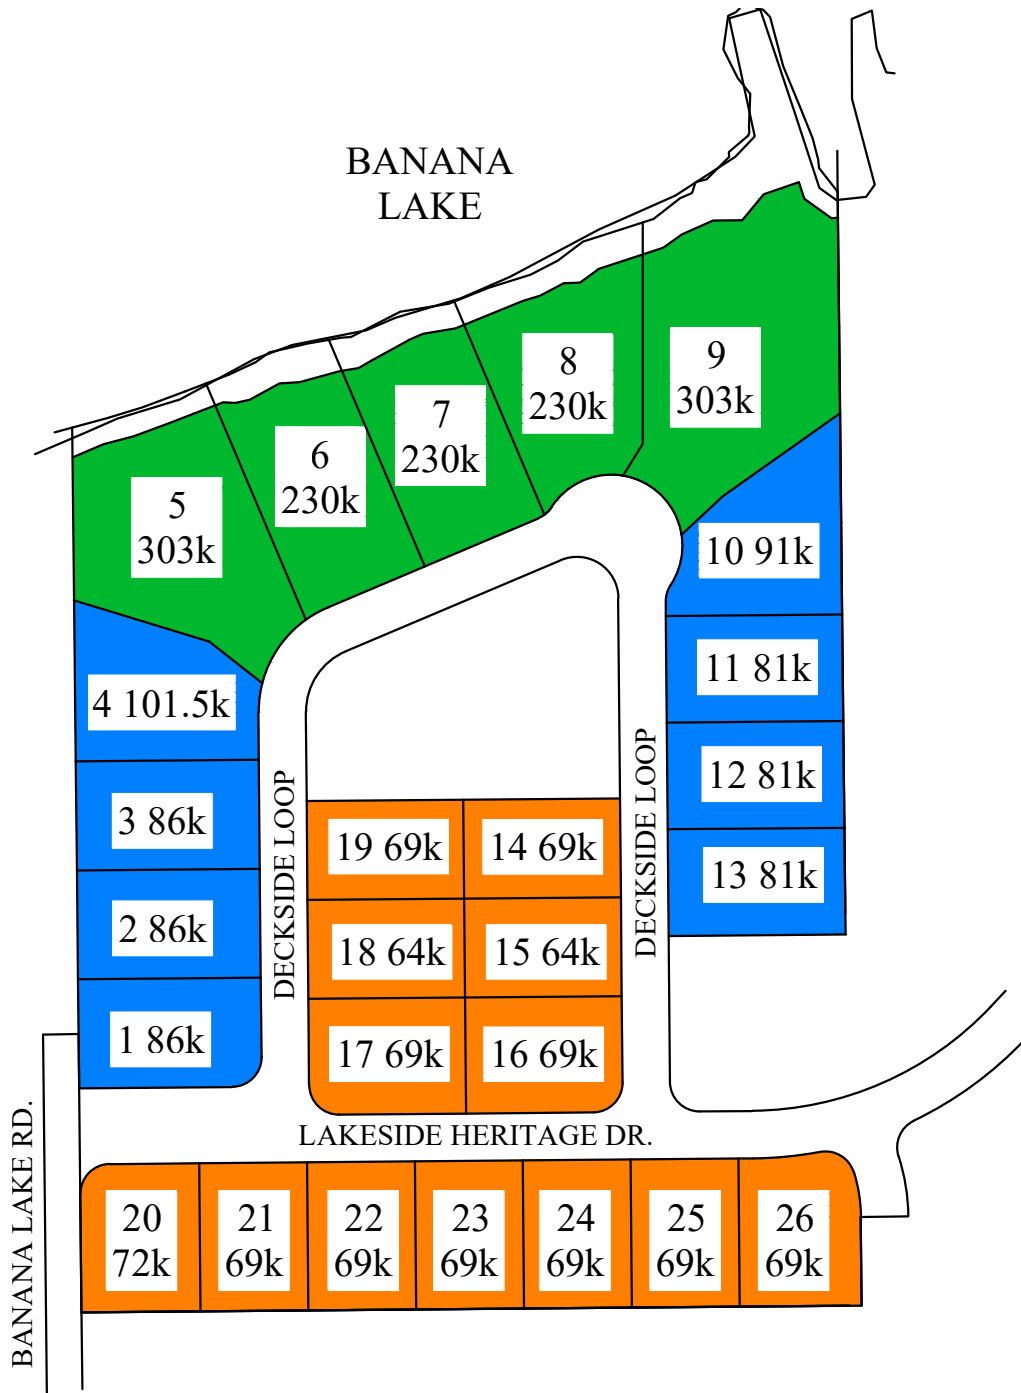 BANANA
LAKE
9
303k
8
230k
7
230k
6
230k
5
303k
10 91k
11 81k
4 101.5k
12 81k
3 86k
19 69k
14 69k
13 81k
2 86k
18 64k
15 64k
1 86k
17 69k
16 69k
DECKSIDE LOOP
DECKSIDE LOOP
LAKESIDE HERITAGE DR.
BANANA LAKE RD.
20
72k
21
69k
22
69k
23
69k
24
69k
25
69k
26
69k